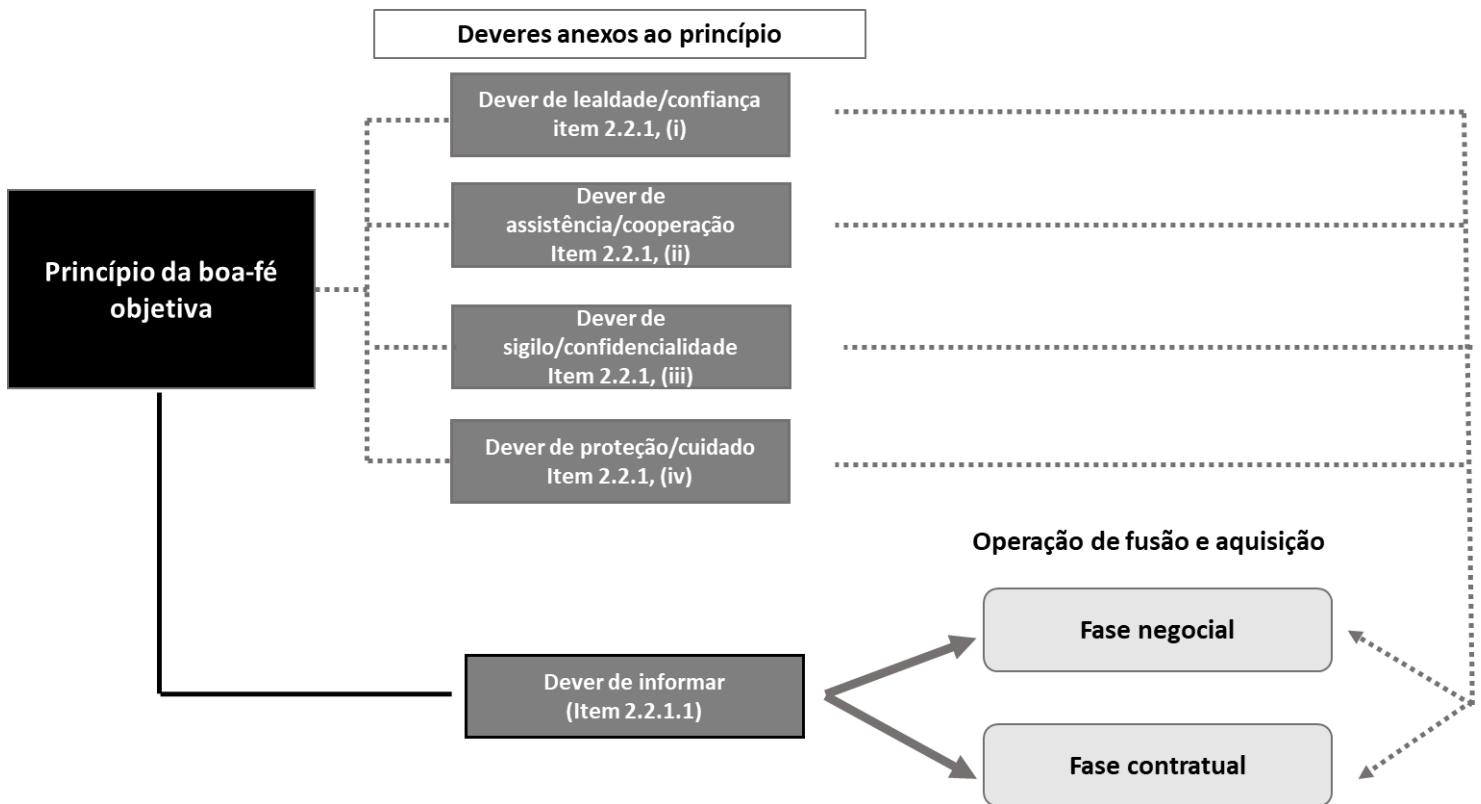 Deveres anexos ao princípio
Dever de lealdade/confiança
item 2.2.1, (i)
Dever de
assistência/cooperação
Item 2.2.1, (ii)
Princípio da boa-fé
objetiva
Dever de
sigilo/confidencialidade
Item 2.2.1, (iii)
Dever de proteção/cuidado
Item 2.2.1, (iv)
Operação de fusão e aquisição
Fase negocial
Dever de informar
(Item 2.2.1.1)
Fase contratual